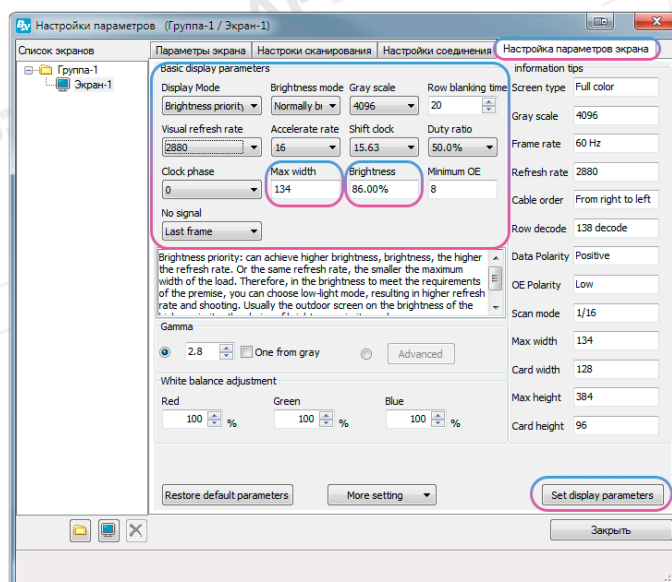 Настройки параметров (Группа-1 / Экран-1)
Список экранов
Группа-1
Экран-1
Параметры экрана
Настроки сканирования
Настройки соединения
Настройка параметров экрана
Basic display parameters
Display Mode
Brightness mode
Gray scale
Row blanking time
Brightness priority
Normally bi
4096
20
Visual refresh rate
Accelerate rate
Shift clock
Duty ratio
2880
16
15.63
50.0%
Clock phase
Max width
Brightness
Minimum OE
0
134
86.00%
8
No signal
Last frame
Brightness priority: can achieve higher brightness, brightness, the higher
the refresh rate. Or the same refresh rate, the smaller the maximum
width of the load. Therefore, in the brightness to meet the requirements
of the premise, you can choose low-light mode, resulting in higher refresh
rate and shooting. Usually the outdoor screen on the brightness of the
Gamma
2.8
One from gray
Advanced
White balance adjustment
Red
Green
Blue
100 %
100 %
100 %
Restore default parameters
More setting
Information tips
Screen type Full color
Gray scale 4096
Frame rate 60 Hz
Refresh rate 2880
Cable order From right to left
Row decode 138 decode
Data Polarity Positive
OE Polarity Low
Scan mode 1/16
Max width 134
Card width 128
Max height 384
Card height 96
Set display parameters
Закрыть